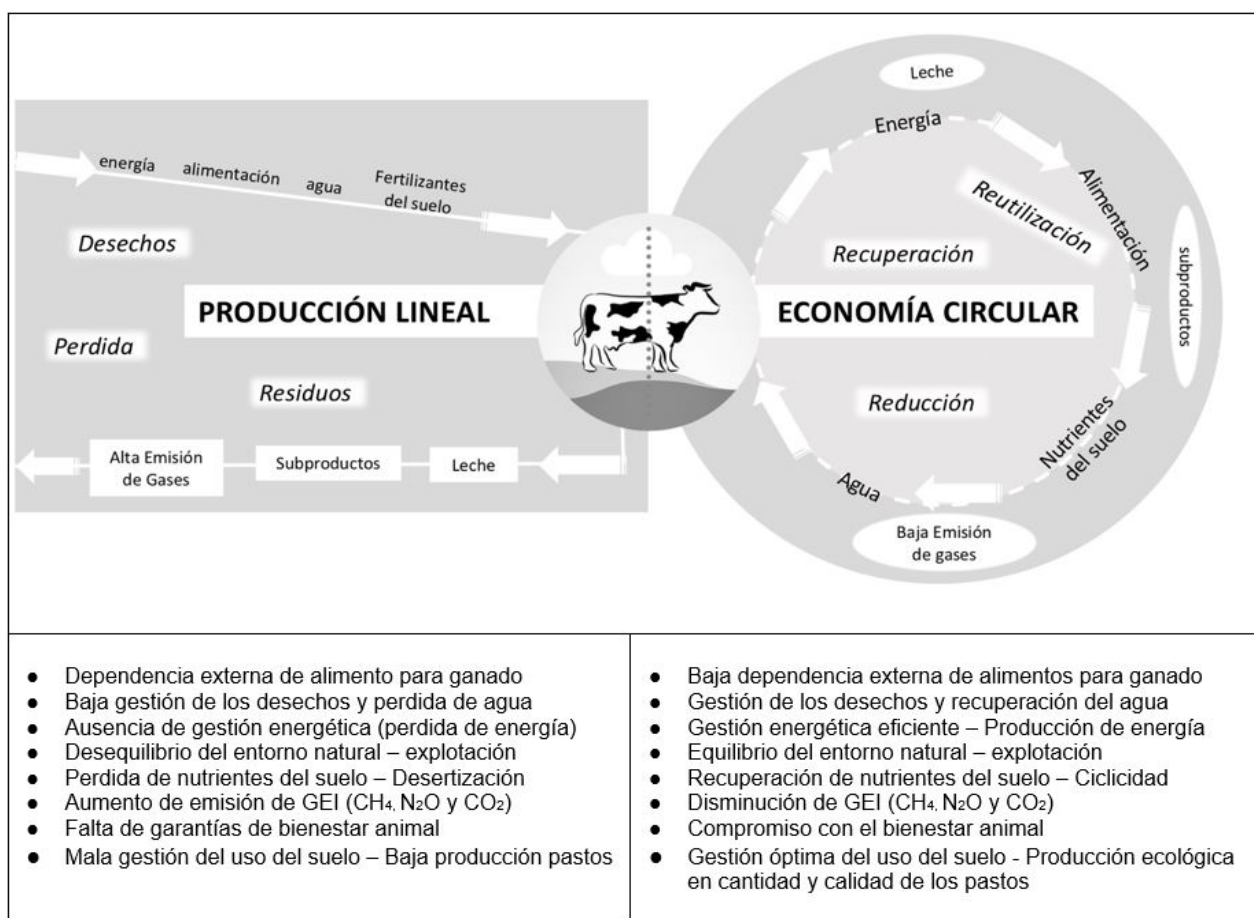 energía alimentación agua Fertilizantes
del suelo
Desechos
PRODUCCIÓN LINEAL
Perdida
Residuos
Alta Emisión
de Gases
Subproductos
Leche
Leche
Energía
Alimentación
Reutilización
Recuperación
subproductos
ECONOMÍA CIRCULAR
Reducción
Nutrientes
del suelo
Agua
Baja Emisión
de gases
● Dependencia externa de alimento para ganado
● Baja gestión de los desechos y perdida de agua
● Ausencia de gestión energética (perdida de energía)
● Desequilibrio del entorno natural – explotación
● Perdida de nutrientes del suelo – Desertización
● Aumento de emisión de GEI (CH₄, N₂O y CO₂)
● Falta de garantías de bienestar animal
● Mala gestión del uso del suelo – Baja producción pastos
● Baja dependencia externa de alimentos para ganado
● Gestión de los desechos y recuperación del agua
● Gestión energética eficiente – Producción de energía
● Equilibrio del entorno natural – explotación
● Recuperación de nutrientes del suelo – Ciclicidad
● Disminución de GEI (CH₄, N₂O y CO₂)
● Compromiso con el bienestar animal
● Gestión óptima del uso del suelo - Producción ecológica
en cantidad y calidad de los pastos